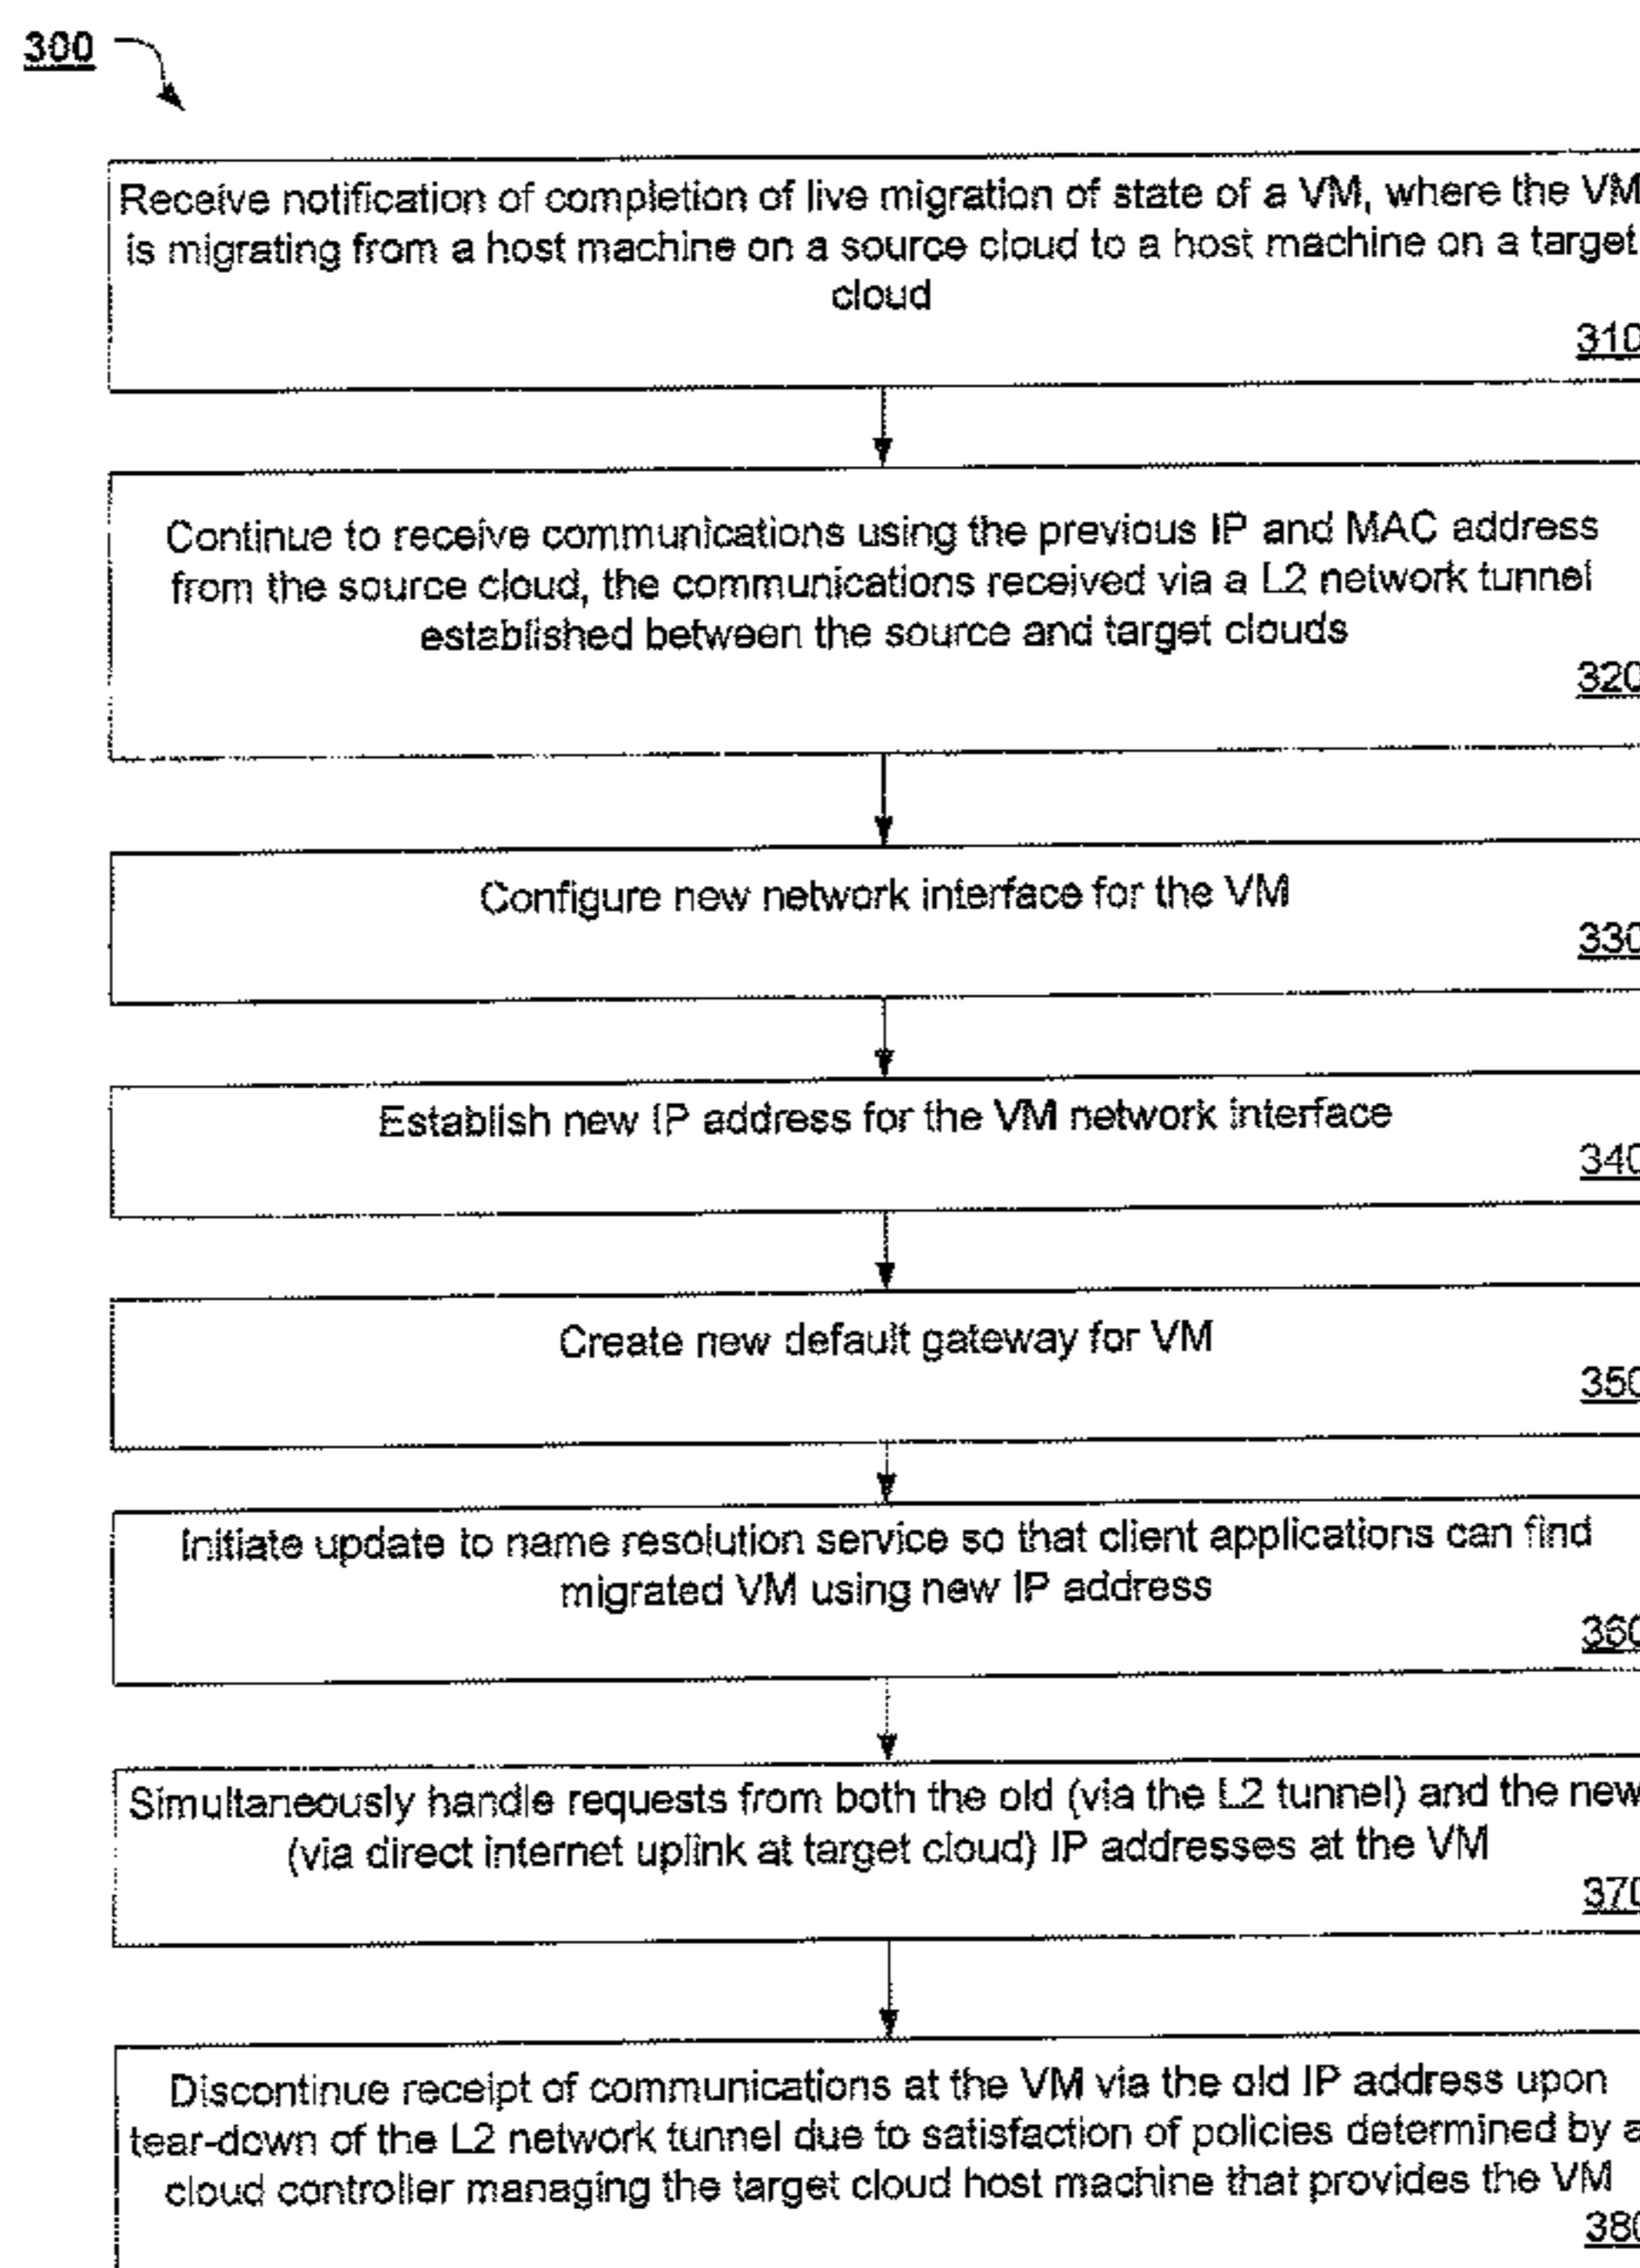 300
Receive notification of completion of live migration of state of a VM, where the VM
is migrating from a host machine on a source cloud to a host machine on a target
cloud
310
Continue to receive communications using the previous IP and MAC address
from the source cloud, the communications received via a L2 network tunnel
established between the source and target clouds
320
Configure new network interface for the VM
330
Establish new IP address for the VM network interface
340
Create new default gateway for VM
350
Initiate update to name resolution service so that client applications can find
migrated VM using new IP address
360
Simultaneously handle requests from both the old (via the L2 tunnel) and the new
(via direct internet uplink at target cloud) IP addresses at the VM
370
Discontinue receipt of communications at the VM via the old IP address upon
tear-down of the L2 network tunnel due to satisfaction of policies determined by a
cloud controller managing the target cloud host machine that provides the VM
380